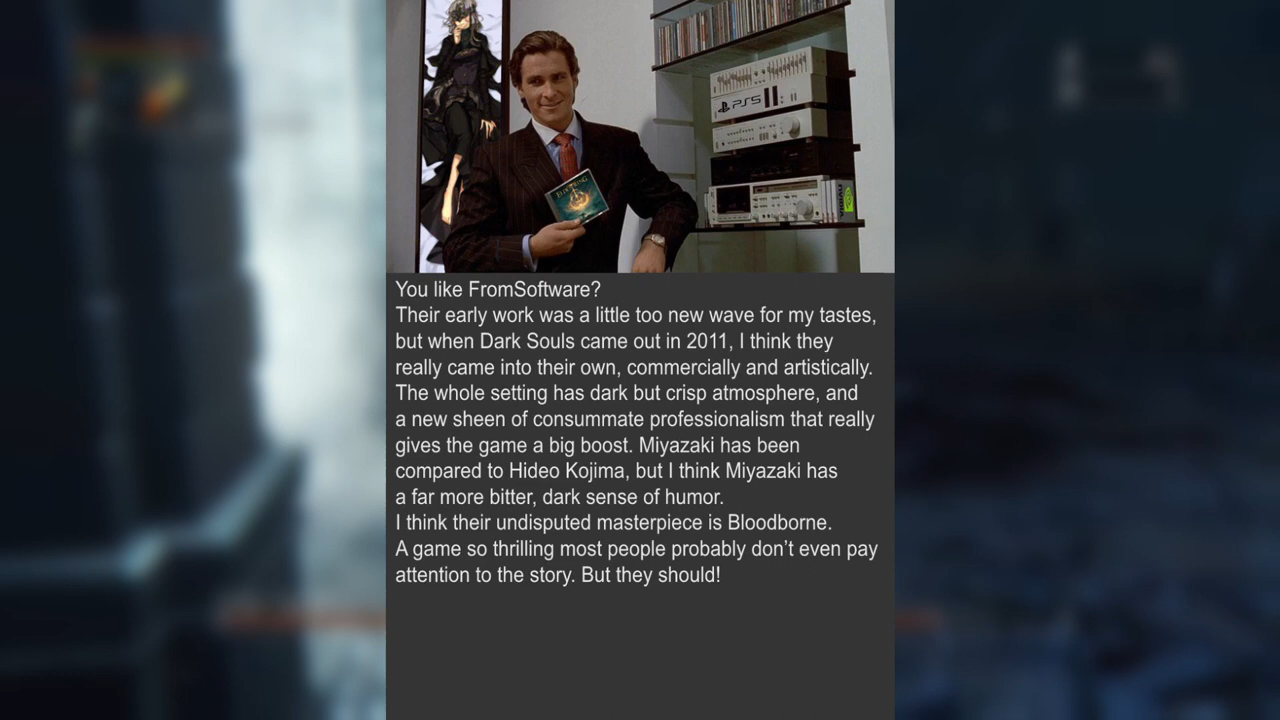 ELDEN RING
PS5
NVIDIA
You like FromSoftware?
Their early work was a little too new wave for my tastes,
but when Dark Souls came out in 2011, I think they
really came into their own, commercially and artistically.
The whole setting has dark but crisp atmosphere, and
a new sheen of consummate professionalism that really
gives the game a big boost. Miyazaki has been
compared to Hideo Kojima, but I think Miyazaki has
a far more bitter, dark sense of humor.
I think their undisputed masterpiece is Bloodborne.
A game so thrilling most people probably don’t even pay
attention to the story. But they should!